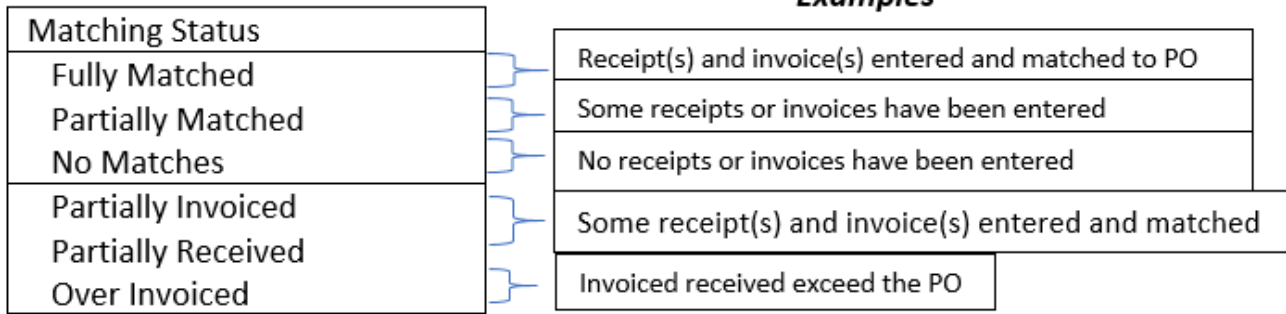 Examples
Matching Status
Fully Matched
Receipt(s) and invoice(s) entered and matched to PO
Partially Matched
Some receipts or invoices have been entered
No Matches
No receipts or invoices have been entered
Partially Invoiced
Some receipt(s) and invoice(s) entered and matched
Partially Received
Over Invoiced
Invoiced received exceed the PO